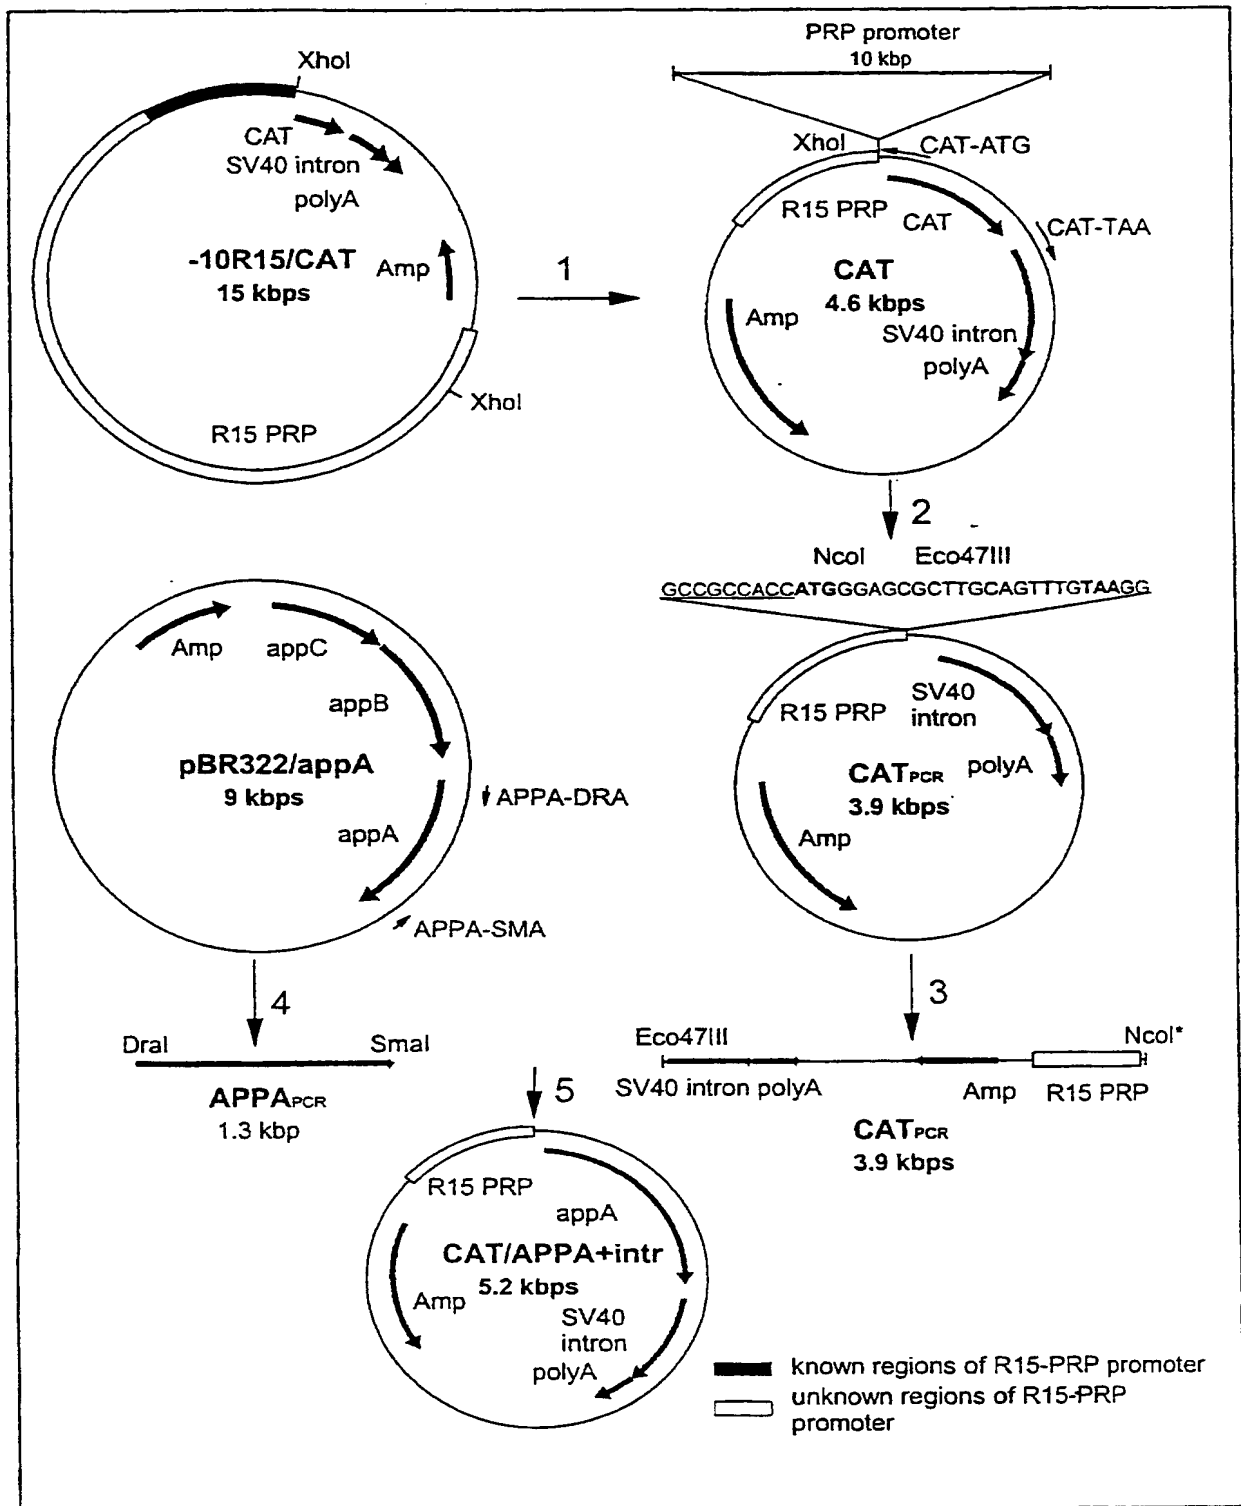 PRP promoter
10 kbp
XhoI
CAT
SV40 intron
polyA
-10R15/CAT
15 kbps
Amp
XhoI
R15 PRP
1
XhoI
CAT-ATG
R15 PRP
CAT
CAT-TAA
CAT
4.6 kbps
Amp
SV40 intron
polyA
2
NcoI Eco47III
GCCGCCACCATGGGAGCGCTTGCAGTTTGTAAGG
R15 PRP
SV40
intron
polyA
CATPCR
3.9 kbps
Amp
Amp
appC
appB
pBR322/appA
9 kbps
APPA-DRA
appA
APPA-SMA
4
DraI SmaI
APPAPCR
1.3 kbp
3
Eco47III NcoI*
SV40 intron polyA Amp R15 PRP
CATPCR
3.9 kbps
5
R15 PRP
appA
CAT/APPA+intr
5.2 kbps
Amp
SV40
intron
polyA
known regions of R15-PRP promoter
unknown regions of R15-PRP
promoter